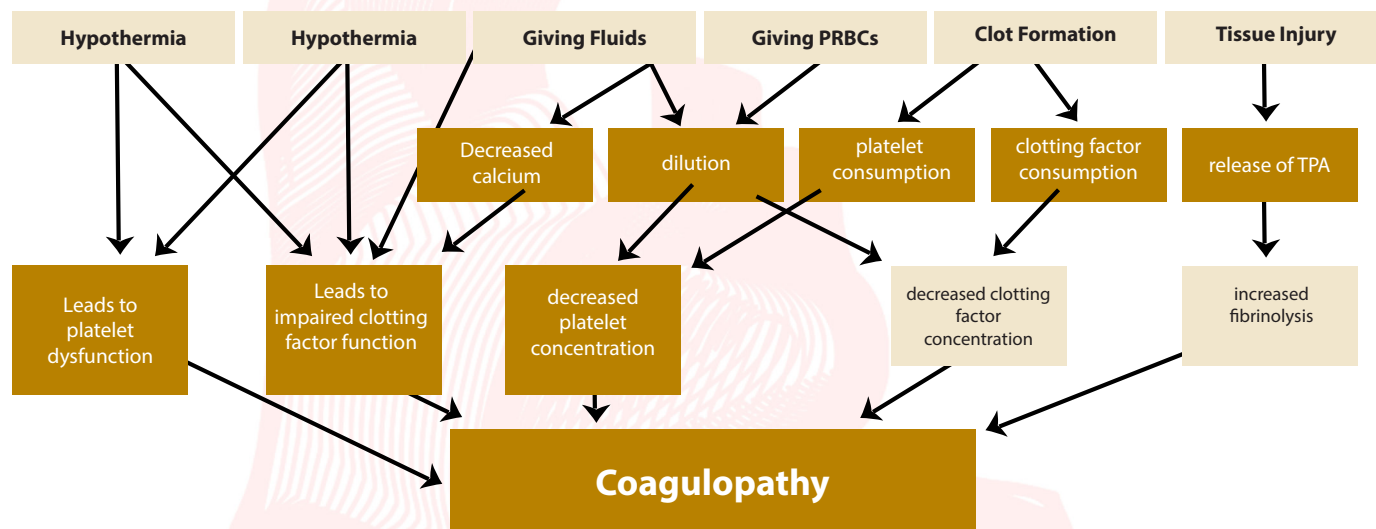 Hypothermia
Hypothermia
Giving Fluids
Giving PRBCs
Clot Formation
Tissue Injury
Decreased
calcium
dilution
platelet
consumption
clotting factor
consumption
release of TPA
Leads to
platelet
dysfunction
Leads to
impaired clotting
factor function
decreased
platelet
concentration
decreased clotting
factor
concentration
increased
fibrinolysis
Coagulopathy